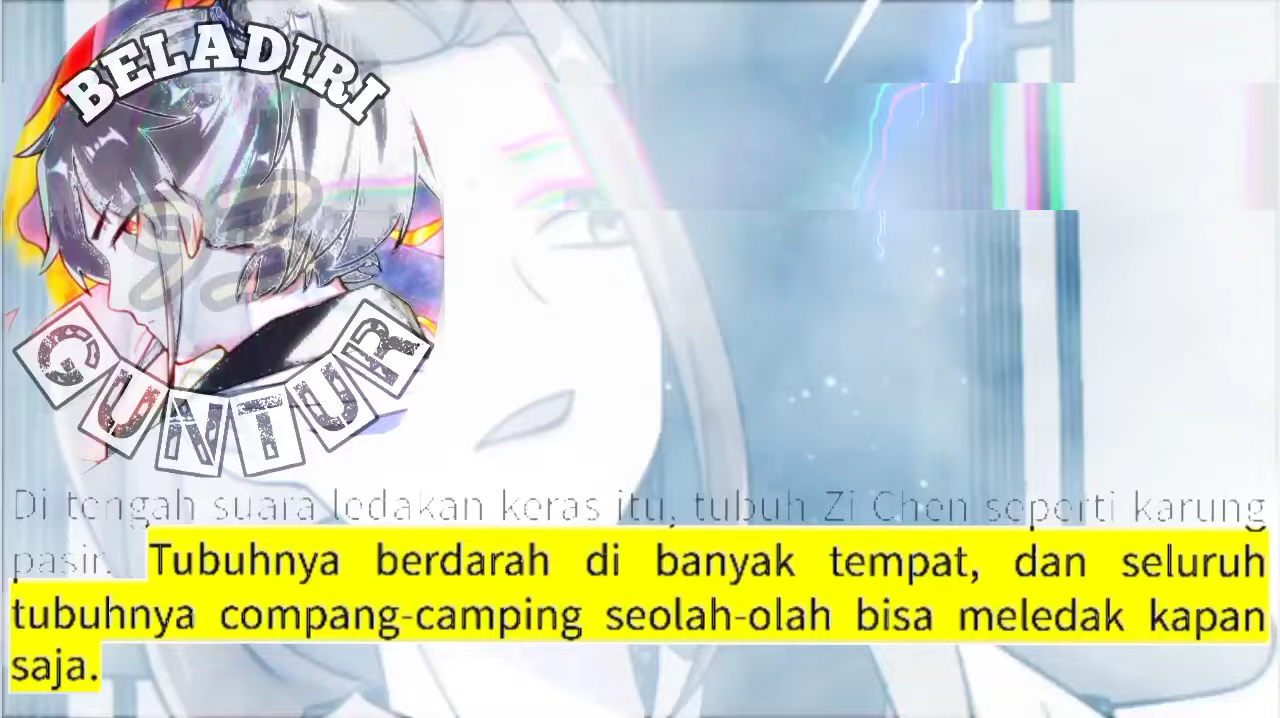 BELADIRI
GUNTUR
Di tengah suara ledakan keras itu, tubuh Zi Chen seperti karung
pasir. Tubuhnya berdarah di banyak tempat, dan seluruh
tubuhnya compang-camping seolah-olah bisa meledak kapan
saja.